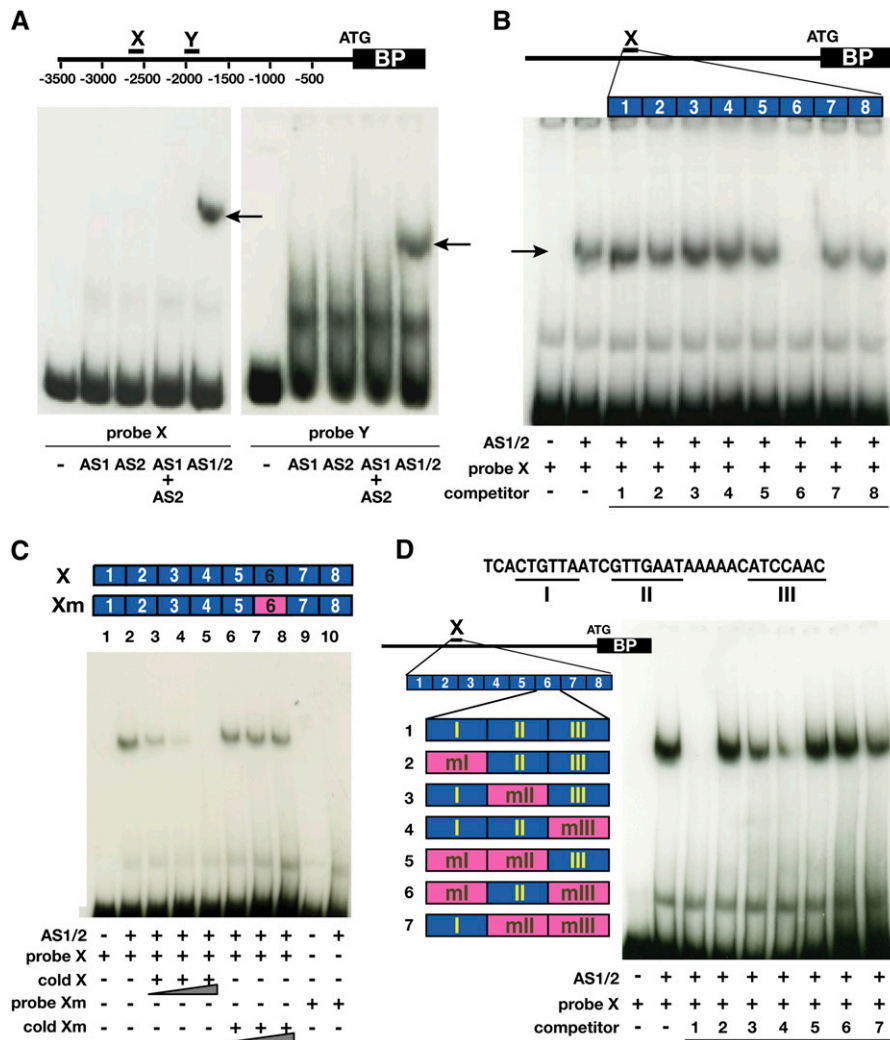 A
X Y ATG
BP
-3500 -3000 -2500 -2000 -1500 -1000 -500
probe X probe Y
- AS1 AS2 AS1 + AS2 AS1/2 - AS1 AS2 AS1 + AS2 AS1/2
B
X ATG
BP
1 2 3 4 5 6 7 8
AS1/2 - + + + + + + + + +
probe X + + + + + + + + + +
competitor - - 1 2 3 4 5 6 7 8
C
X 1 2 3 4 5 6 7 8
Xm 1 2 3 4 5 6 7 8
1 2 3 4 5 6 7 8 9 10
AS1/2 - + + + + + + + - +
probe X + + + + + + + + - -
cold X - - + + + - - - - -
probe Xm - - - - - - - - + +
cold Xm - - - - - + + + - -
D
TCACTGTTAATCGTTGAATAAAAACATCCAAC
I II III
X ATG
BP
1 2 3 4 5 6 7 8
1 I II III
2 mI II III
3 I mII III
4 I II mIII
5 mI mII III
6 mI II mIII
7 I mII mIII
AS1/2 - + + + + + + + +
probe X + + + + + + + + +
competitor - - 1 2 3 4 5 6 7